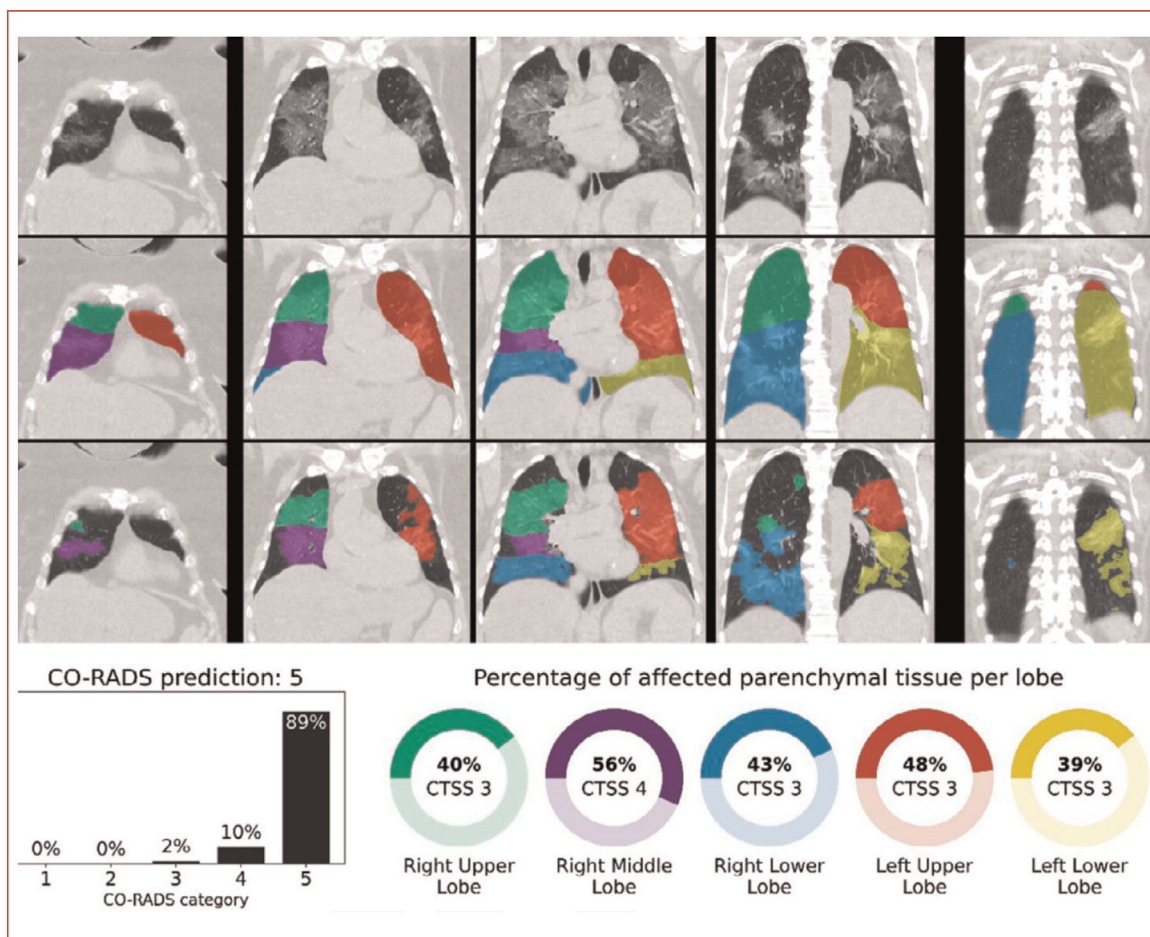 CO-RADS prediction: 5
89%
10%
2%
0%
0%
1 2 3 4 5
CO-RADS category
Percentage of affected parenchymal tissue per lobe
40%
CTSS 3
Right Upper
Lobe
56%
CTSS 4
Right Middle
Lobe
43%
CTSS 3
Right Lower
Lobe
48%
CTSS 3
Left Upper
Lobe
39%
CTSS 3
Left Lower
Lobe